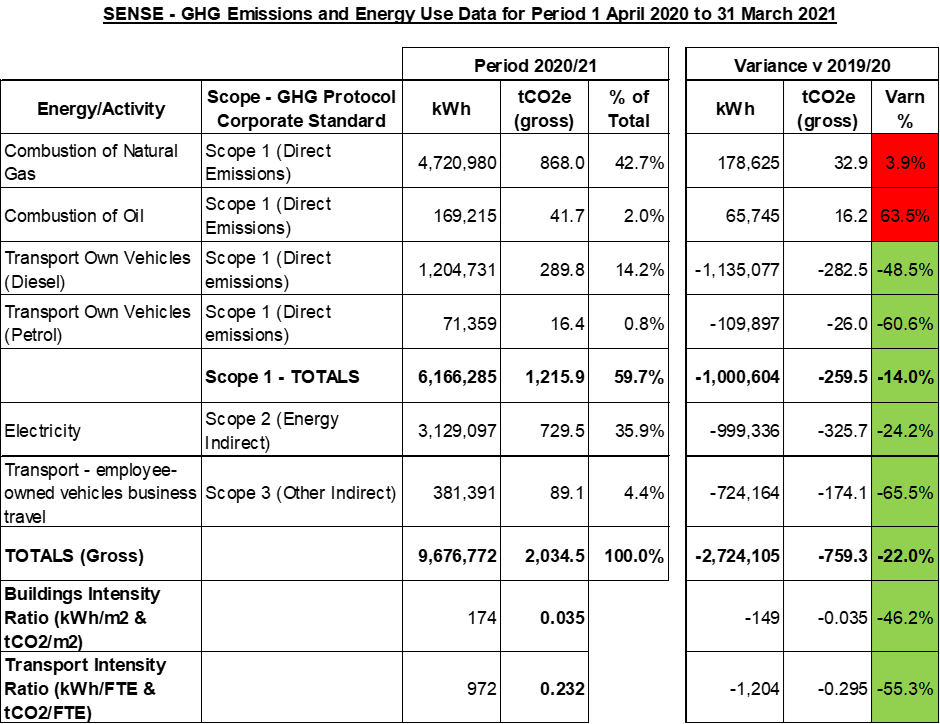 SENSE - GHG Emissions and Energy Use Data for Period 1 April 2020 to 31 March 2021
Period 2020/21 Variance v 2019/20
Energy/Activity Scope - GHG Protocol Corporate Standard kWh tCO2e (gross) % of Total kWh tCO2e (gross) Varn %
Combustion of Natural Gas Scope 1 (Direct Emissions) 4,720,980 868.0 42.7% 178,625 32.9 3.9%
Combustion of Oil Scope 1 (Direct Emissions) 169,215 41.7 2.0% 65,745 16.2 63.5%
Transport Own Vehicles (Diesel) Scope 1 (Direct emissions) 1,204,731 289.8 14.2% -1,135,077 -282.5 -48.5%
Transport Own Vehicles (Petrol) Scope 1 (Direct emissions) 71,359 16.4 0.8% -109,897 -26.0 -60.6%
Scope 1 - TOTALS 6,166,285 1,215.9 59.7% -1,000,604 -259.5 -14.0%
Electricity Scope 2 (Energy Indirect) 3,129,097 729.5 35.9% -999,336 -325.7 -24.2%
Transport - employee-owned vehicles business travel Scope 3 (Other Indirect) 381,391 89.1 4.4% -724,164 -174.1 -65.5%
TOTALS (Gross) 9,676,772 2,034.5 100.0% -2,724,105 -759.3 -22.0%
Buildings Intensity Ratio (kWh/m2 & tCO2/m2) 174 0.035 -149 -0.035 -46.2%
Transport Intensity Ratio (kWh/FTE & tCO2/FTE) 972 0.232 -1,204 -0.295 -55.3%